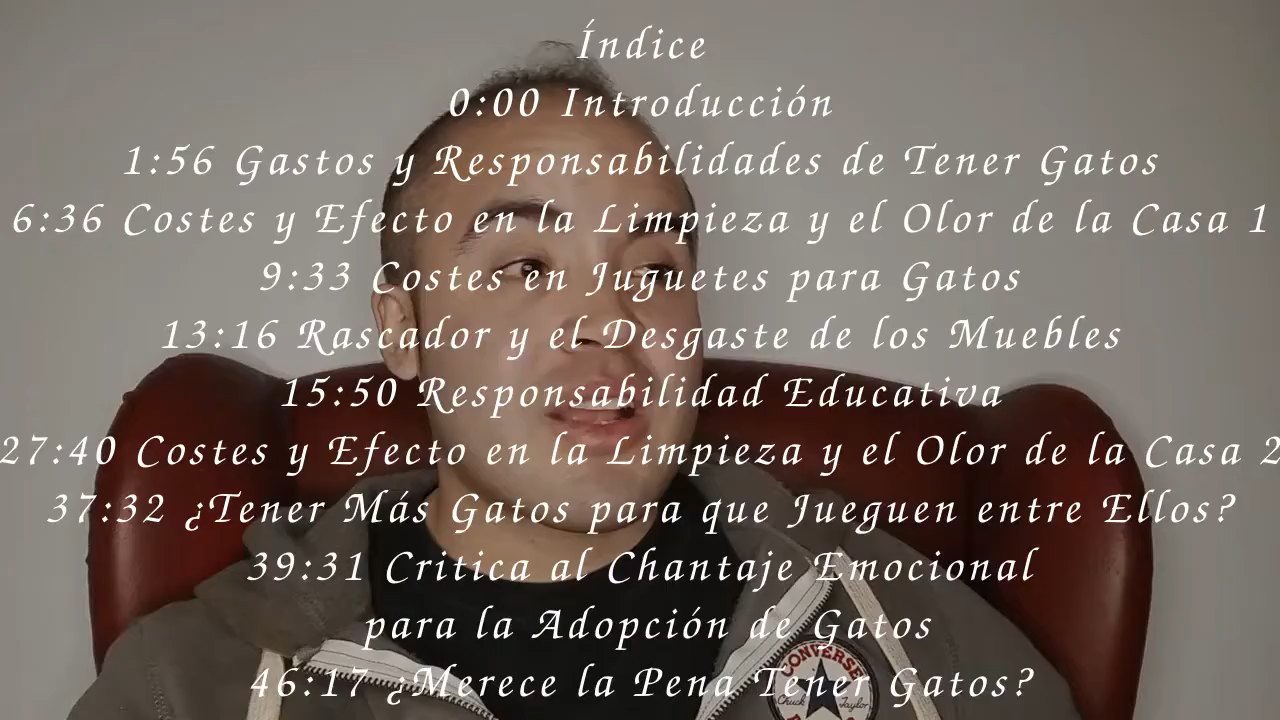 Índice
0:00 Introducción
1:56 Gastos y Responsabilidades de Tener Gatos
6:36 Costes y Efecto en la Limpieza y el Olor de la Casa 1
9:33 Costes en Juguetes para Gatos
13:16 Rascador y el Desgaste de los Muebles
15:50 Responsabilidad Educativa
27:40 Costes y Efecto en la Limpieza y el Olor de la Casa 2
37:32 ¿Tener Más Gatos para que Jueguen entre Ellos?
39:31 Critica al Chantaje Emocional
para la Adopción de Gatos
46:17 ¿Merece la Pena Tener Gatos?
CONVERSE
Chuck Taylor